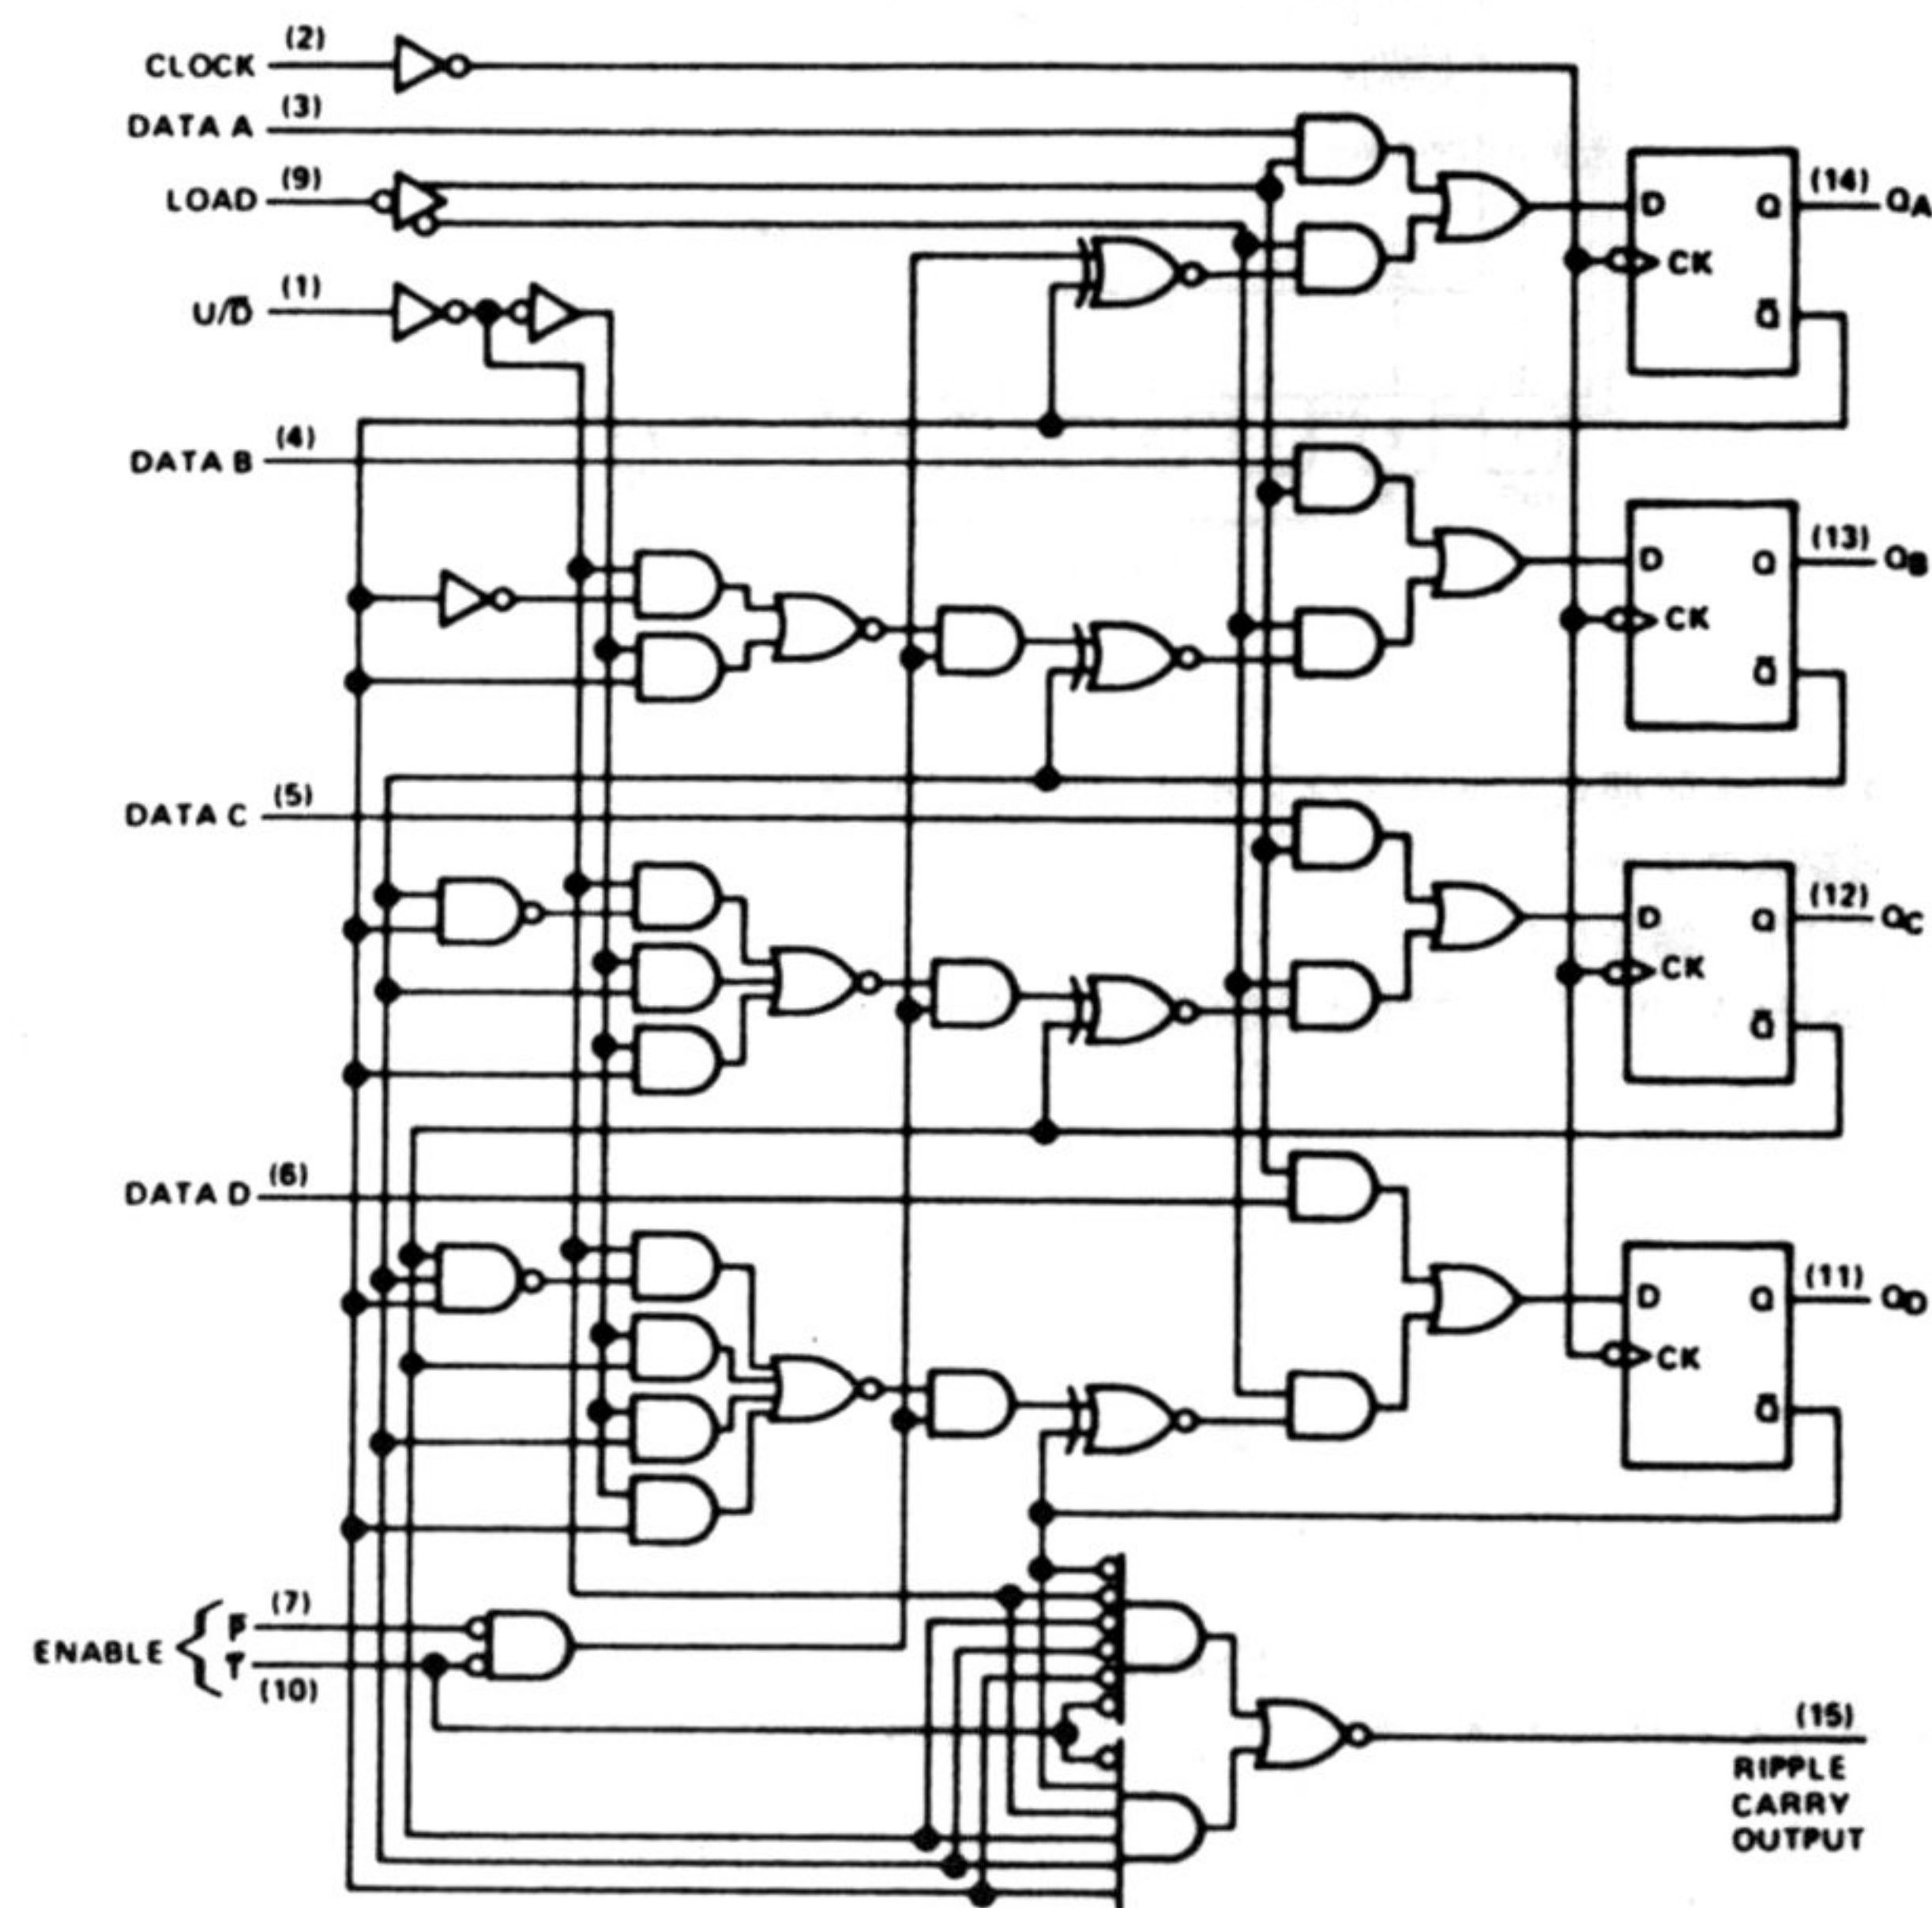 (2)
CLOCK
(3)
DATA A
(9)
LOAD
(1)
U/D̅
D Q (14) QA
CK
Q̅
(4)
DATA B
D Q (13) QB
CK
Q̅
(5)
DATA C
D Q (12) QC
CK
Q̅
(6)
DATA D
D Q (11) QD
CK
Q̅
(7)
ENABLE { P̅
T̅
(10)
(15)
RIPPLE
CARRY
OUTPUT